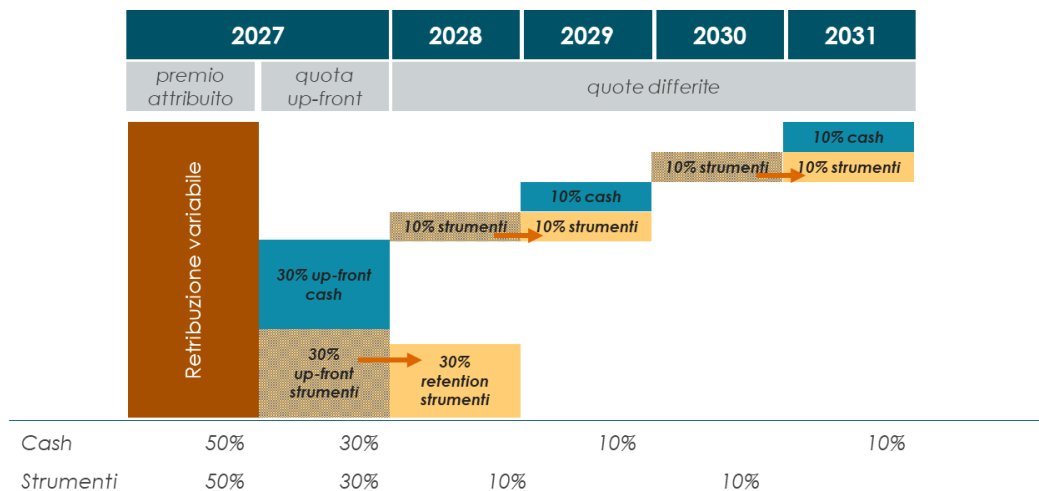 2027 2028 2029 2030 2031
premio attribuito
quota up-front
quote differite
Retribuzione variabile
10% cash
10% strumenti 10% strumenti
10% cash
10% strumenti 10% strumenti
30% up-front
cash
30%
up-front
strumenti
30%
retention
strumenti
Cash 50% 30% 10% 10%
Strumenti 50% 30% 10% 10%